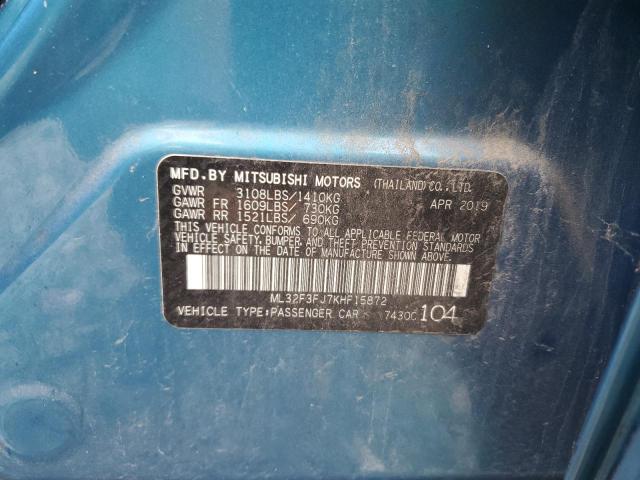 MFD.BY MITSUBISHI MOTORS (THAILAND) CO., LTD.
GVWR 3108LBS/1410KG APR 2019
GAWR FR 1609LBS/ 730KG
GAWR RR 1521LBS/ 690KG
THIS VEHICLE CONFORMS TO ALL APPLICABLE FEDERAL MOTOR
VEHICLE SAFETY, BUMPER, AND THEFT PREVENTION STANDARDS
IN EFFECT ON THE DATE OF MANUFACTURE SHOWN ABOVE.
ML32F3FJ7KHF15872
VEHICLE TYPE:PASSENGER CAR 7430C 104